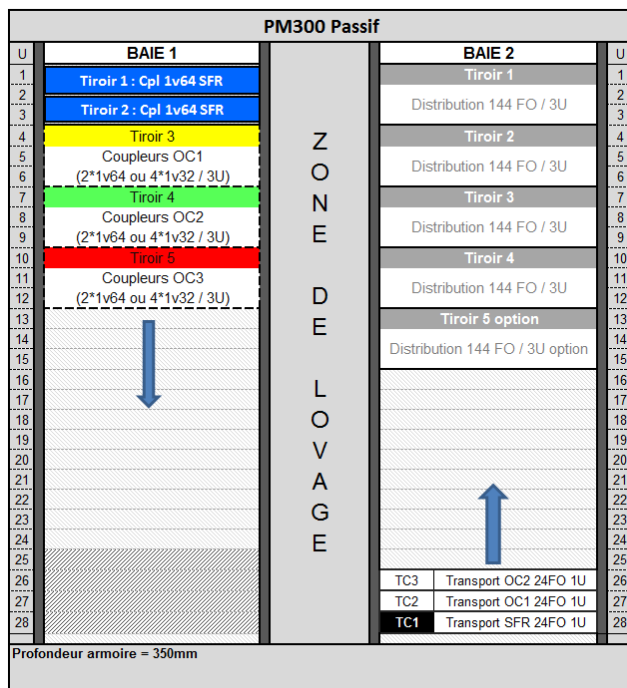 PM300 Passif
U
BAIE 1
BAIE 2
U
1
2
3
4
5
6
7
8
9
10
11
12
13
14
15
16
17
18
19
20
21
22
23
24
25
26
27
28
Tiroir 1 : Cpl 1v64 SFR
Tiroir 2 : Cpl 1v64 SFR
Tiroir 3
Coupleurs OC1
(2*1v64 ou 4*1v32 / 3U)
Tiroir 4
Coupleurs OC2
(2*1v64 ou 4*1v32 / 3U)
Tiroir 5
Coupleurs OC3
(2*1v64 ou 4*1v32 / 3U)
Z
O
N
E
D
E
L
O
V
A
G
E
Tiroir 1
Distribution 144 FO / 3U
Tiroir 2
Distribution 144 FO / 3U
Tiroir 3
Distribution 144 FO / 3U
Tiroir 4
Distribution 144 FO / 3U
Tiroir 5 option
Distribution 144 FO / 3U option
TC3 Transport OC2 24FO 1U
TC2 Transport OC1 24FO 1U
TC1 Transport SFR 24FO 1U
1
2
3
4
5
6
7
8
9
10
11
12
13
14
15
16
17
18
19
20
21
22
23
24
25
26
27
28
Profondeur armoire = 350mm